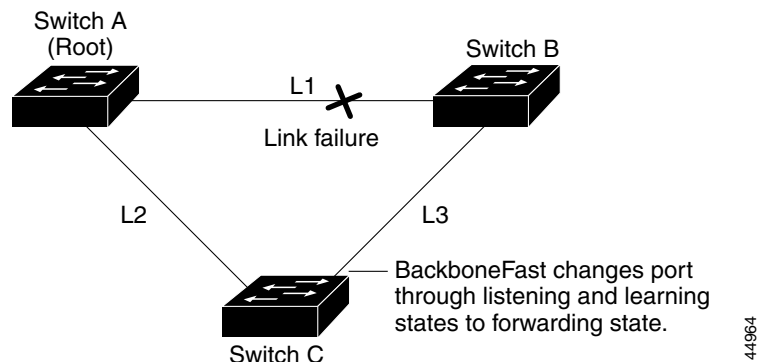 Switch A
(Root)
Switch B
L1
Link failure
L2
L3
BackboneFast changes port
through listening and learning
states to forwarding state.
Switch C
44964